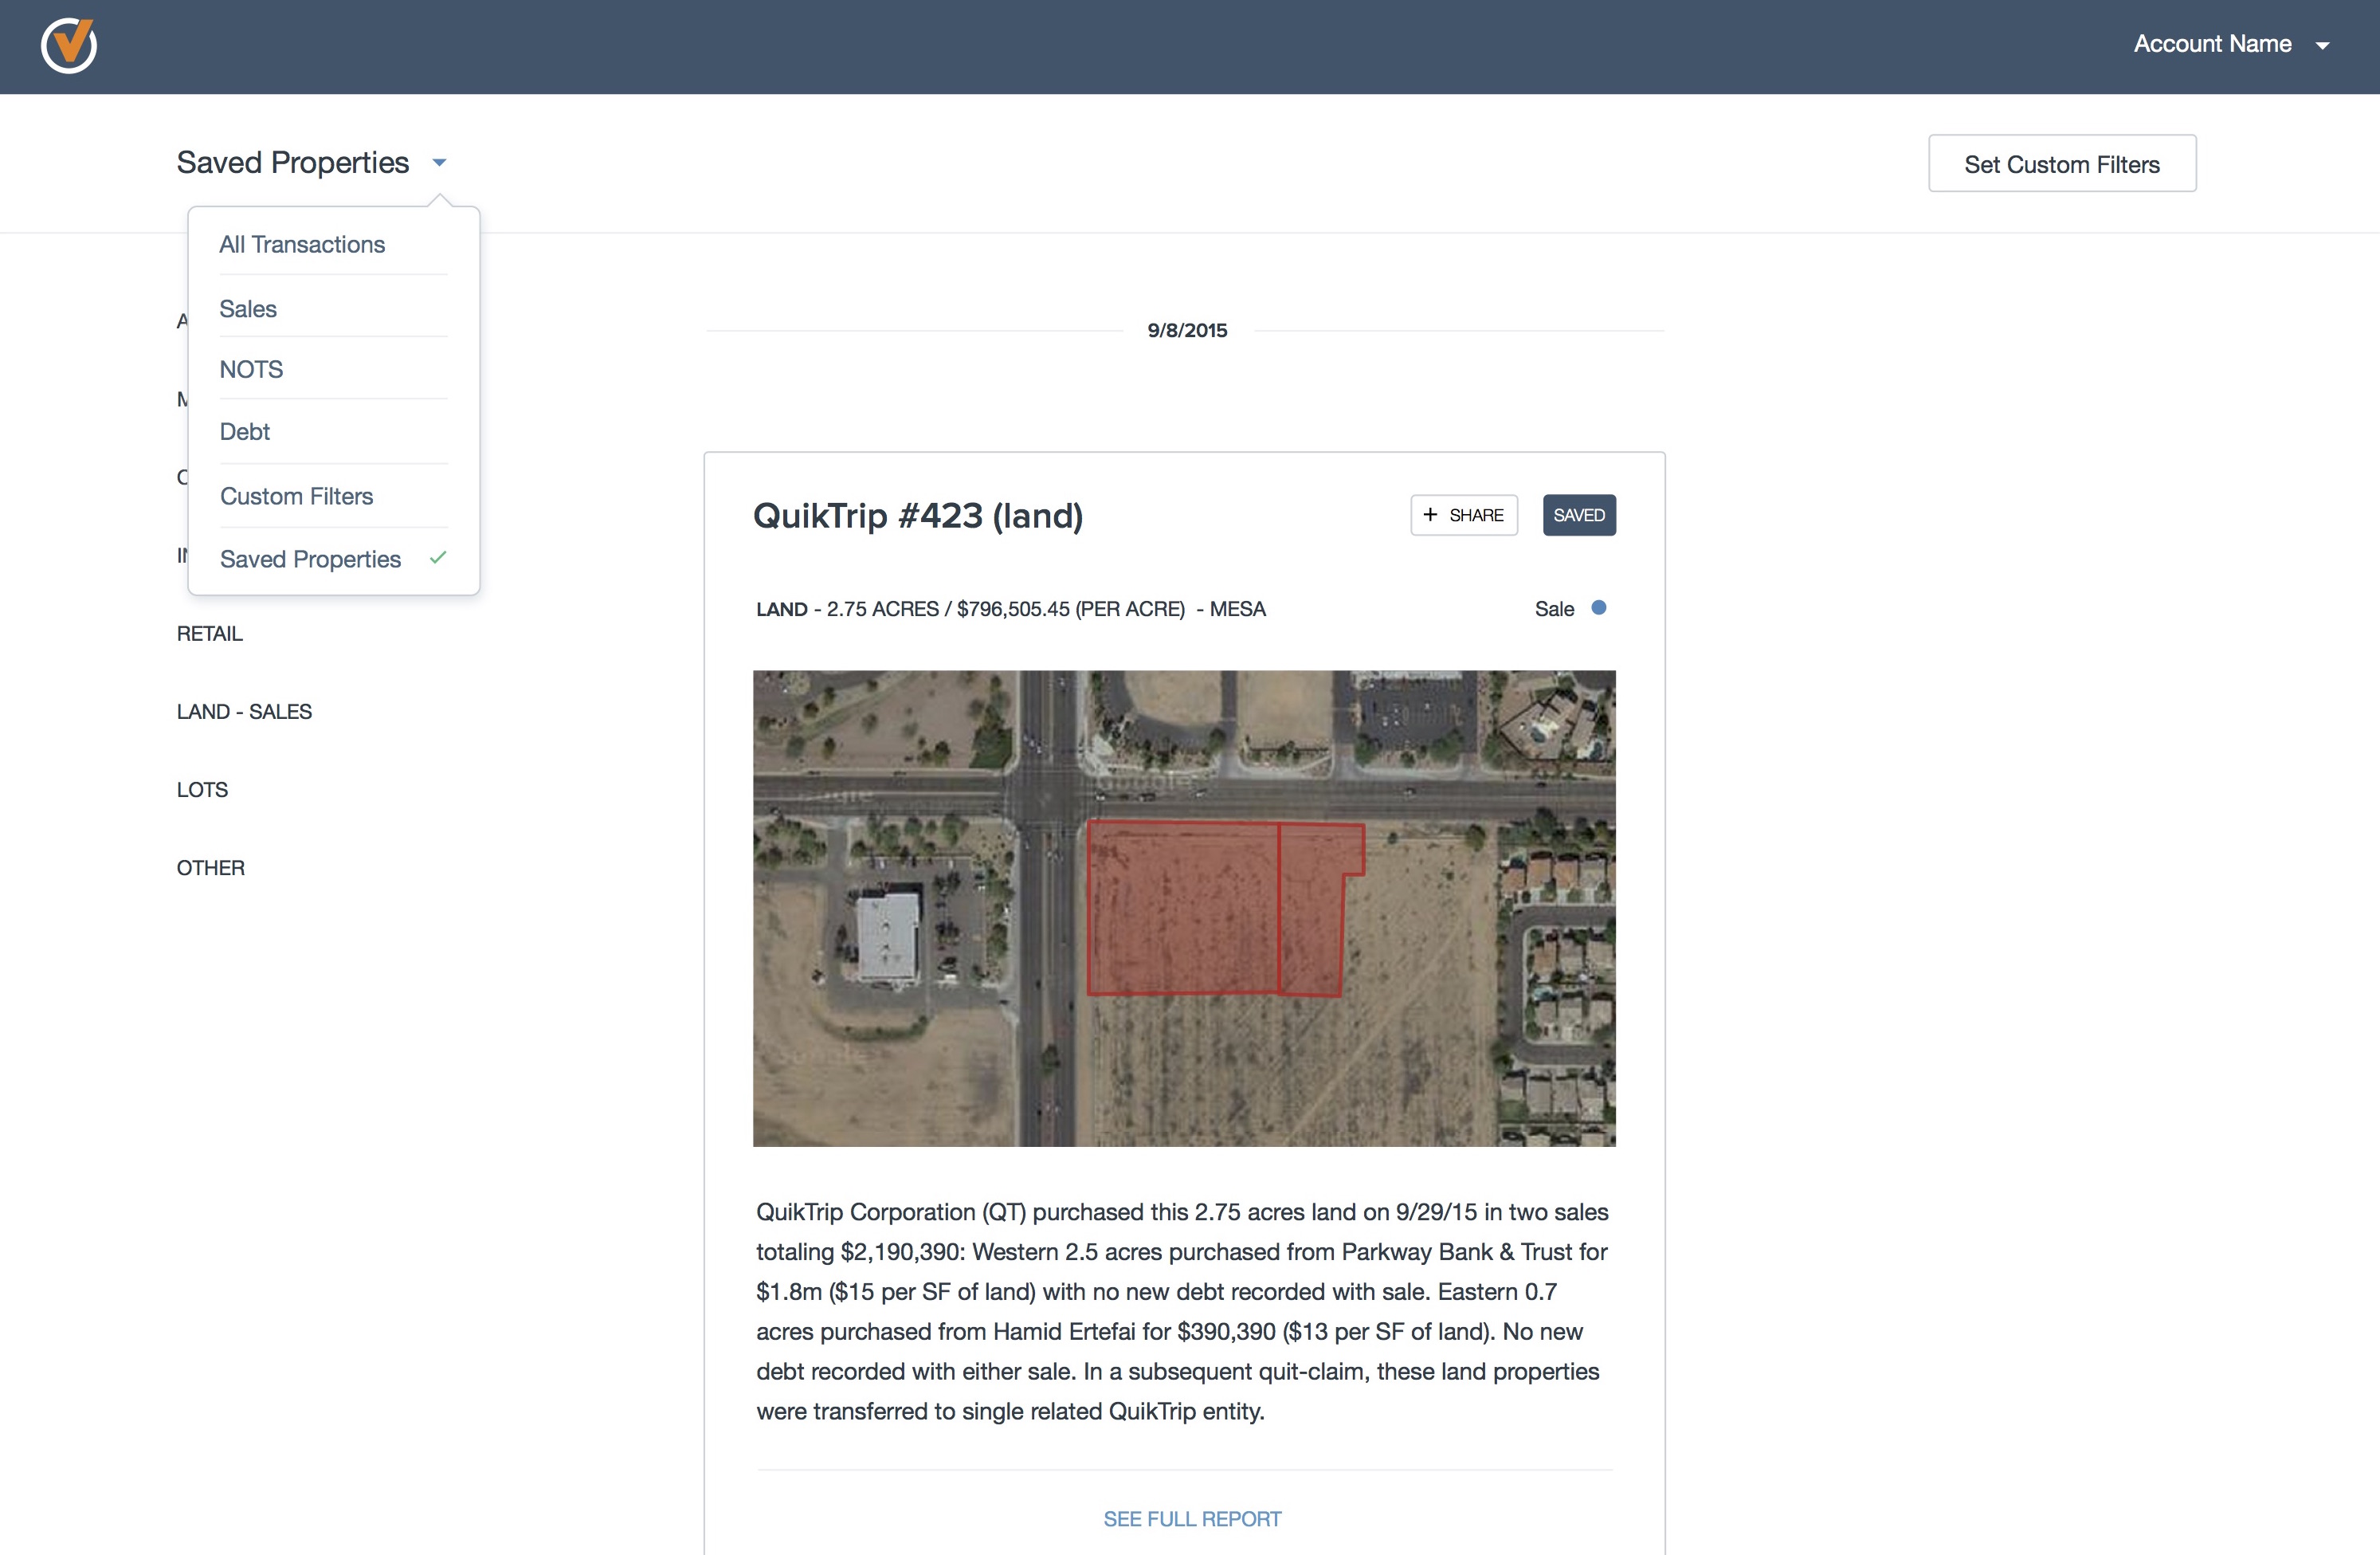 Account Name
Saved Properties
Set Custom Filters
All Transactions
Sales
NOTS
Debt
Custom Filters
Saved Properties
RETAIL
LAND - SALES
LOTS
OTHER
9/8/2015
QuikTrip #423 (land)
+ SHARE
SAVED
LAND - 2.75 ACRES / $796,505.45 (PER ACRE) - MESA
Sale
Google
QuikTrip Corporation (QT) purchased this 2.75 acres land on 9/29/15 in two sales
totaling $2,190,390: Western 2.5 acres purchased from Parkway Bank & Trust for
$1.8m ($15 per SF of land) with no new debt recorded with sale. Eastern 0.7
acres purchased from Hamid Ertefai for $390,390 ($13 per SF of land). No new
debt recorded with either sale. In a subsequent quit-claim, these land properties
were transferred to single related QuikTrip entity.
SEE FULL REPORT